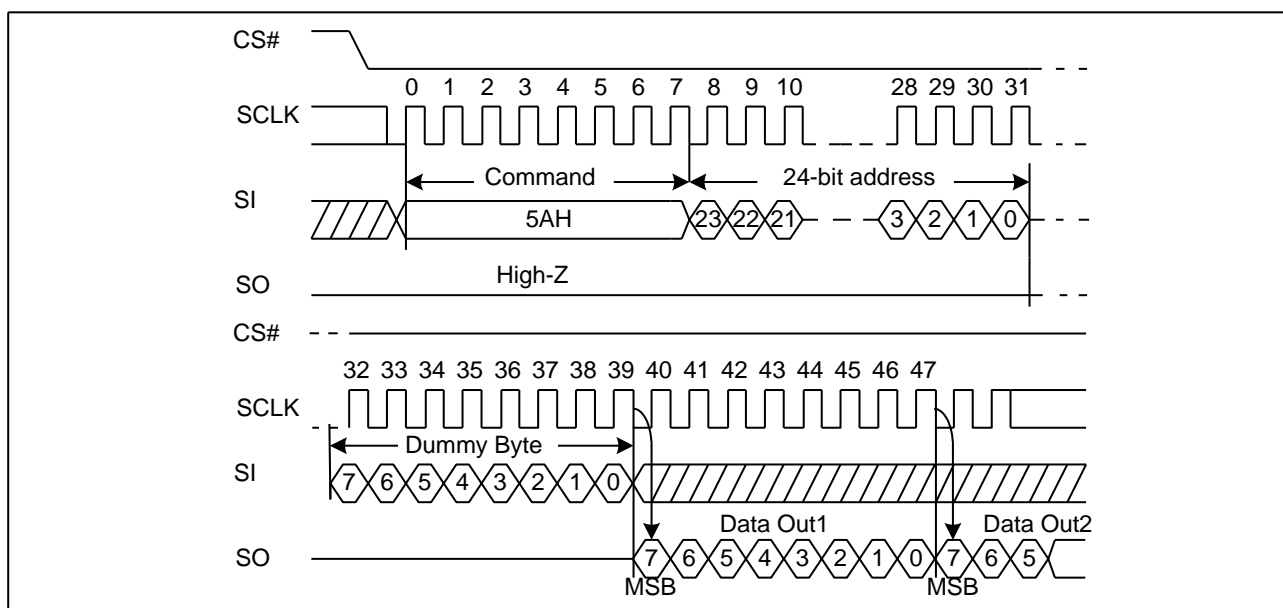 CS#
0 1 2 3 4 5 6 7 8 9 10 28 29 30 31
SCLK
Command 24-bit address
SI
5AH 23 22 21 3 2 1 0
High-Z
SO
CS#
32 33 34 35 36 37 38 39 40 41 42 43 44 45 46 47
SCLK
Dummy Byte
SI
7 6 5 4 3 2 1 0
Data Out1 Data Out2
SO
7 6 5 4 3 2 1 0 7 6 5
MSB MSB